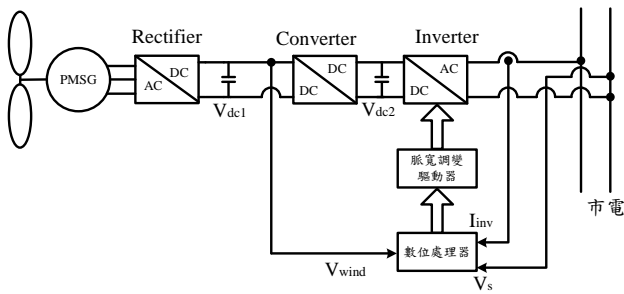 Rectifier
Converter
Inverter
PMSG
DC
AC
DC
DC
AC
DC
Vdc1
Vdc2
脈寬調變
驅動器
市電
Iinv
數位處理器
Vwind
Vs